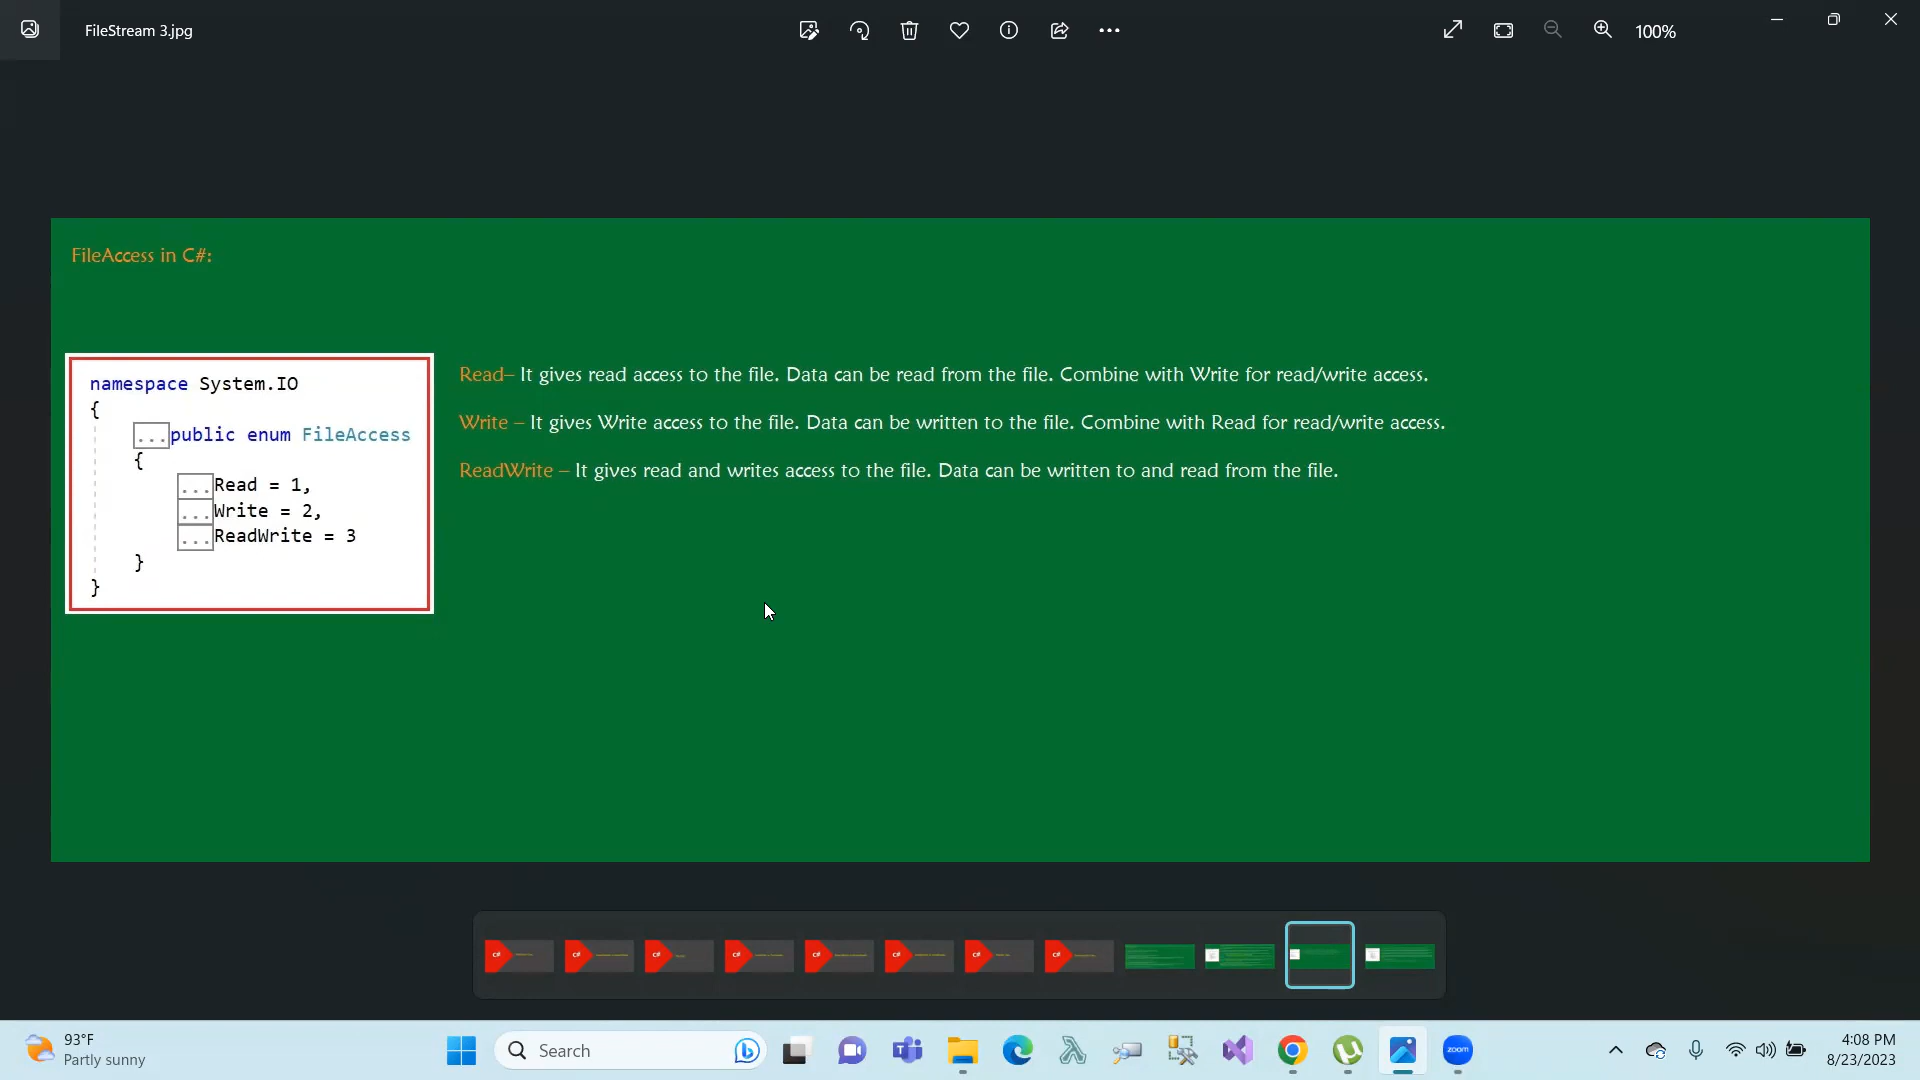 FileStream 3.jpg
100%
FileAccess in C#:
namespace System.IO
{
...public enum FileAccess
{
...Read = 1,
...Write = 2,
...ReadWrite = 3
}
}
Read– It gives read access to the file. Data can be read from the file. Combine with Write for read/write access.
Write – It gives Write access to the file. Data can be written to the file. Combine with Read for read/write access.
ReadWrite – It gives read and writes access to the file. Data can be written to and read from the file.
C#
C#
C#
C#
C#
C#
C#
C#
93°F
Partly sunny
Search
zoom
4:08 PM
8/23/2023